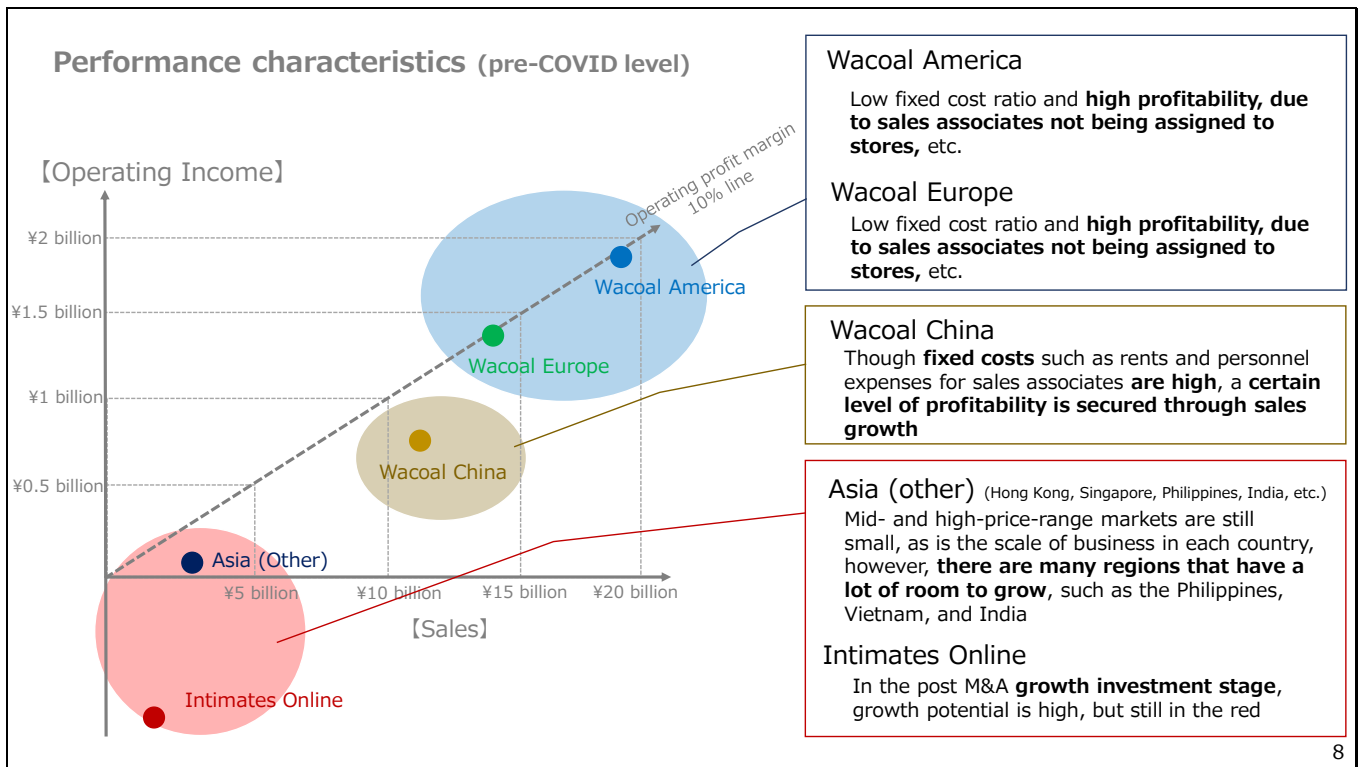 Performance characteristics (pre-COVID level)
【Operating Income】
Operating profit margin
10% line
¥2 billion
¥1.5 billion
¥1 billion
¥0.5 billion
Wacoal America
Wacoal Europe
Wacoal China
Asia (Other)
¥5 billion
¥10 billion
¥15 billion
¥20 billion
【Sales】
Intimates Online
Wacoal America
Low fixed cost ratio and high profitability, due
to sales associates not being assigned to
stores, etc.
Wacoal Europe
Low fixed cost ratio and high profitability, due
to sales associates not being assigned to
stores, etc.
Wacoal China
Though fixed costs such as rents and personnel
expenses for sales associates are high, a certain
level of profitability is secured through sales
growth
Asia (other) (Hong Kong, Singapore, Philippines, India, etc.)
Mid- and high-price-range markets are still
small, as is the scale of business in each country,
however, there are many regions that have a
lot of room to grow, such as the Philippines,
Vietnam, and India
Intimates Online
In the post M&A growth investment stage,
growth potential is high, but still in the red
8